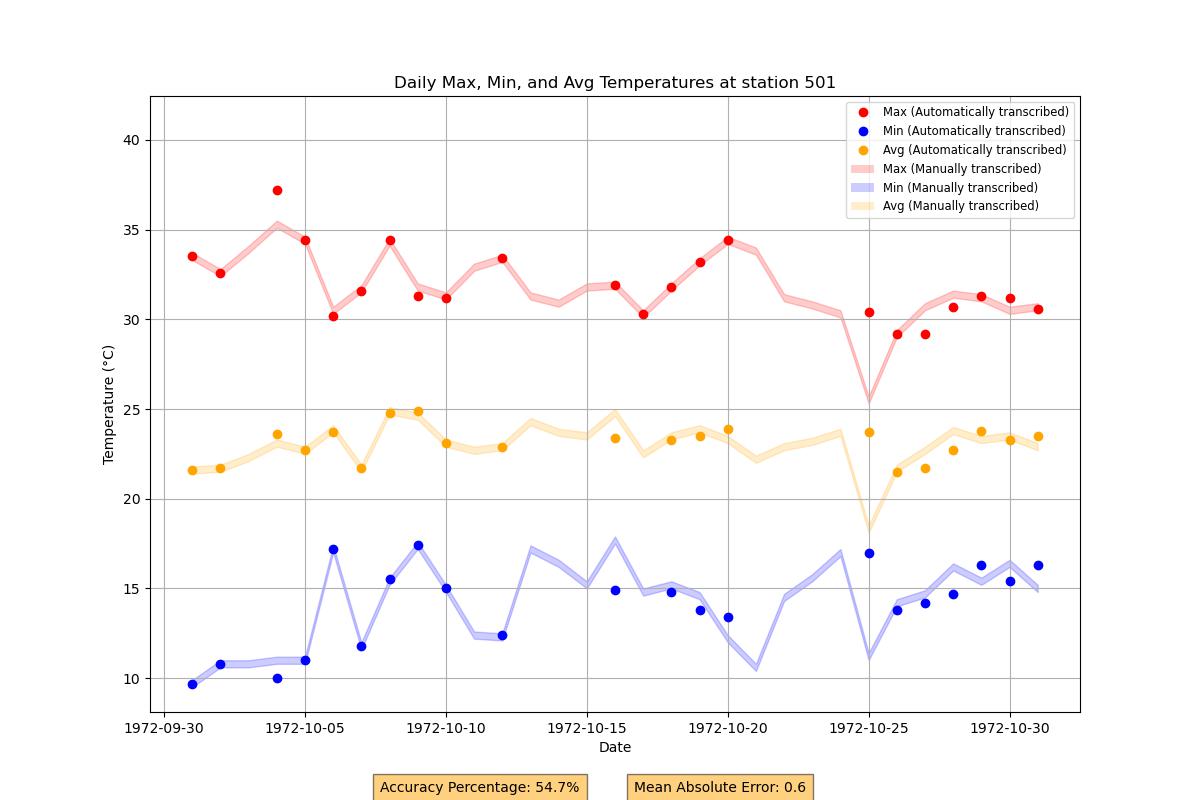 Daily Max, Min, and Avg Temperatures at station 501
Max (Automatically transcribed)
Min (Automatically transcribed)
Avg (Automatically transcribed)
Max (Manually transcribed)
Min (Manually transcribed)
Avg (Manually transcribed)
Temperature (°C)
40
35
30
25
20
15
10
1972-09-30 1972-10-05 1972-10-10 1972-10-15 1972-10-20 1972-10-25 1972-10-30
Date
Accuracy Percentage: 54.7% Mean Absolute Error: 0.6